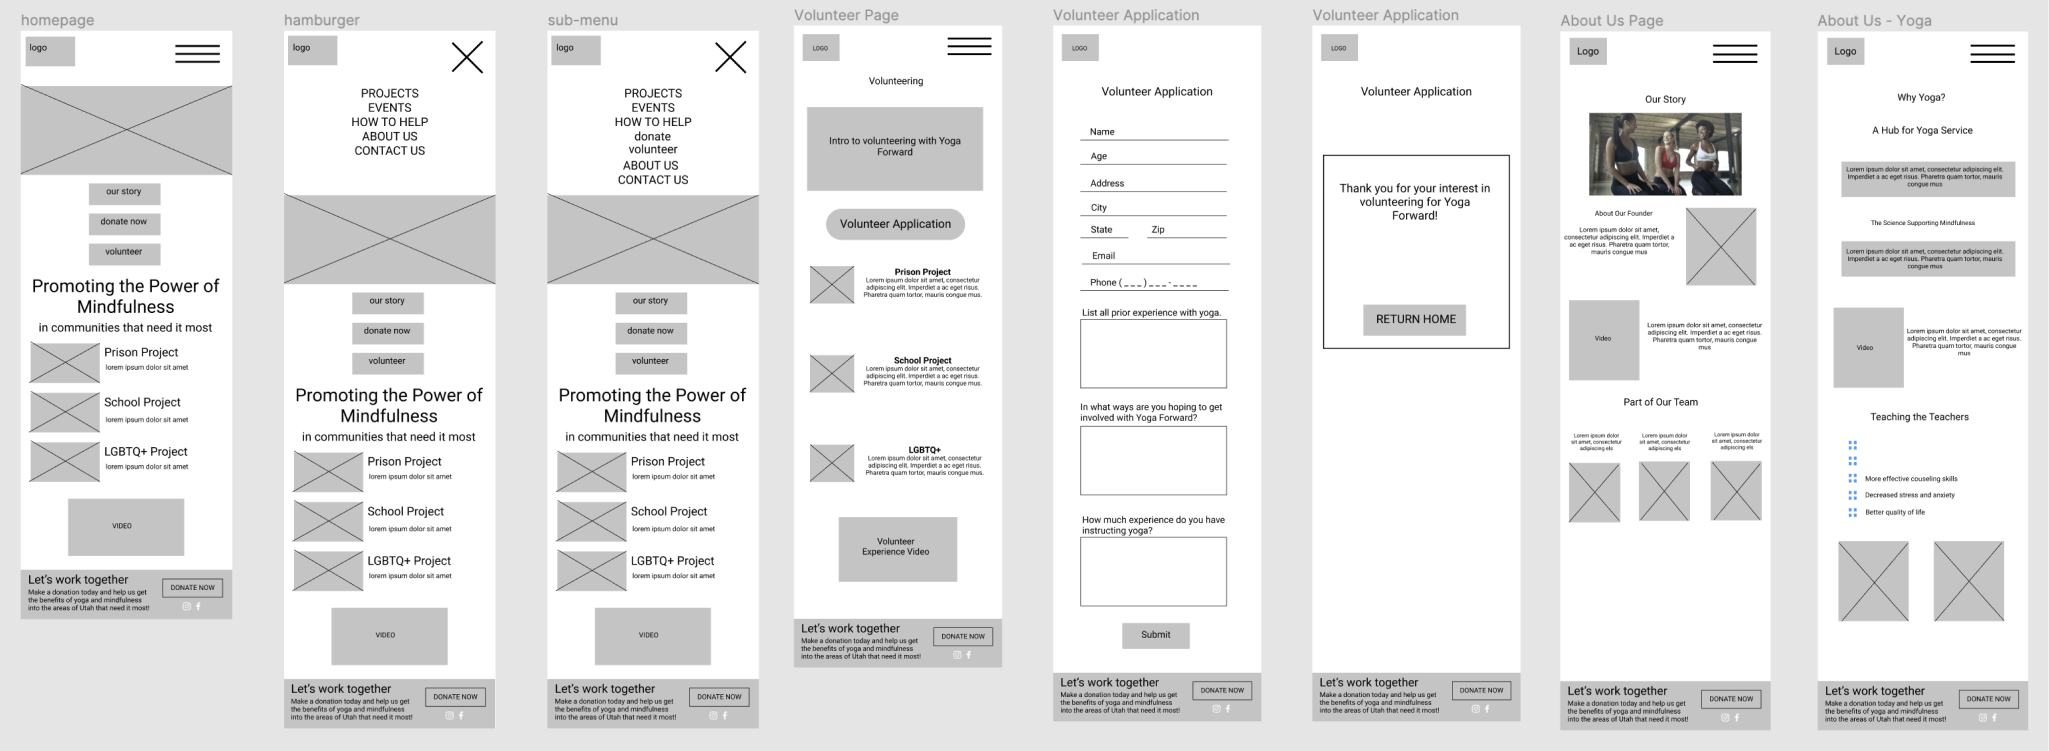 homepage
logo
our story
donate now
volunteer
Promoting the Power of
Mindfulness
in communities that need it most
Prison Project
lorem ipsum dolor sit amet
School Project
lorem ipsum dolor sit amet
LGBTQ+ Project
lorem ipsum dolor sit amet
VIDEO
Let's work together
Make a donation today and help us get
the benefits of yoga and mindfulness
into the areas of Utah that need it most!
DONATE NOW
hamburger
logo
PROJECTS
EVENTS
HOW TO HELP
ABOUT US
CONTACT US
our story
donate now
volunteer
Promoting the Power of
Mindfulness
in communities that need it most
Prison Project
lorem ipsum dolor sit amet
School Project
lorem ipsum dolor sit amet
LGBTQ+ Project
lorem ipsum dolor sit amet
VIDEO
Let's work together
Make a donation today and help us get
the benefits of yoga and mindfulness
into the areas of Utah that need it most!
DONATE NOW
sub-menu
logo
PROJECTS
EVENTS
HOW TO HELP
donate
volunteer
ABOUT US
CONTACT US
our story
donate now
volunteer
Promoting the Power of
Mindfulness
in communities that need it most
Prison Project
lorem ipsum dolor sit amet
School Project
lorem ipsum dolor sit amet
LGBTQ+ Project
lorem ipsum dolor sit amet
VIDEO
Let's work together
Make a donation today and help us get
the benefits of yoga and mindfulness
into the areas of Utah that need it most!
DONATE NOW
Volunteer Page
LOGO
Volunteering
Intro to volunteering with Yoga
Forward
Volunteer Application
Prison Project
Lorem ipsum dolor sit amet, consectetur
adipiscing elit. Imperdiet a ac eget risus.
Pharetra quam tortor, mauris congue mus.
School Project
Lorem ipsum dolor sit amet, consectetur
adipiscing elit. Imperdiet a ac eget risus.
Pharetra quam tortor, mauris congue mus.
LGBTQ+
Lorem ipsum dolor sit amet, consectetur
adipiscing elit. Imperdiet a ac eget risus.
Pharetra quam tortor, mauris congue mus.
Volunteer
Experience Video
Let's work together
Make a donation today and help us get
the benefits of yoga and mindfulness
into the areas of Utah that need it most!
DONATE NOW
Volunteer Application
LOGO
Volunteer Application
Name
Age
Address
City
State Zip
Email
Phone (___)___-____
List all prior experience with yoga.
In what ways are you hoping to get
involved with Yoga Forward?
How much experience do you have
instructing yoga?
Submit
Let's work together
Make a donation today and help us get
the benefits of yoga and mindfulness
into the areas of Utah that need it most!
DONATE NOW
Volunteer Application
LOGO
Volunteer Application
Thank you for your interest in
volunteering for Yoga
Forward!
RETURN HOME
Let's work together
Make a donation today and help us get
the benefits of yoga and mindfulness
into the areas of Utah that need it most!
DONATE NOW
About Us Page
Logo
Our Story
About Our Founder
Lorem ipsum dolor sit amet,
consectetur adipiscing elit. Imperdiet a
ac eget risus. Pharetra quam tortor,
mauris congue mus
Video
Lorem ipsum dolor sit amet, consectetur
adipiscing elit. Imperdiet a ac eget risus.
Pharetra quam tortor, mauris congue
mus
Part of Our Team
Lorem ipsum dolor
sit amet, consectetur
adipiscing els
Lorem ipsum dolor
sit amet, consectetur
adipiscing els
Lorem ipsum dolor
sit amet, consectetur
adipiscing els
Let's work together
Make a donation today and help us get
the benefits of yoga and mindfulness
into the areas of Utah that need it most!
DONATE NOW
About Us - Yoga
Logo
Why Yoga?
A Hub for Yoga Service
Lorem ipsum dolor sit amet, consectetur adipiscing elit.
Imperdiet a ac eget risus. Pharetra quam tortor, mauris
congue mus
The Science Supporting Mindfulness
Lorem ipsum dolor sit amet, consectetur adipiscing elit.
Imperdiet a ac eget risus. Pharetra quam tortor, mauris
congue mus
Video
Lorem ipsum dolor sit amet, consectetur
adipiscing elit. Imperdiet a ac eget risus.
Pharetra quam tortor, mauris congue
mus
Teaching the Teachers
More effective couseling skills
Decreased stress and anxiety
Better quality of life
Let's work together
Make a donation today and help us get
the benefits of yoga and mindfulness
into the areas of Utah that need it most!
DONATE NOW